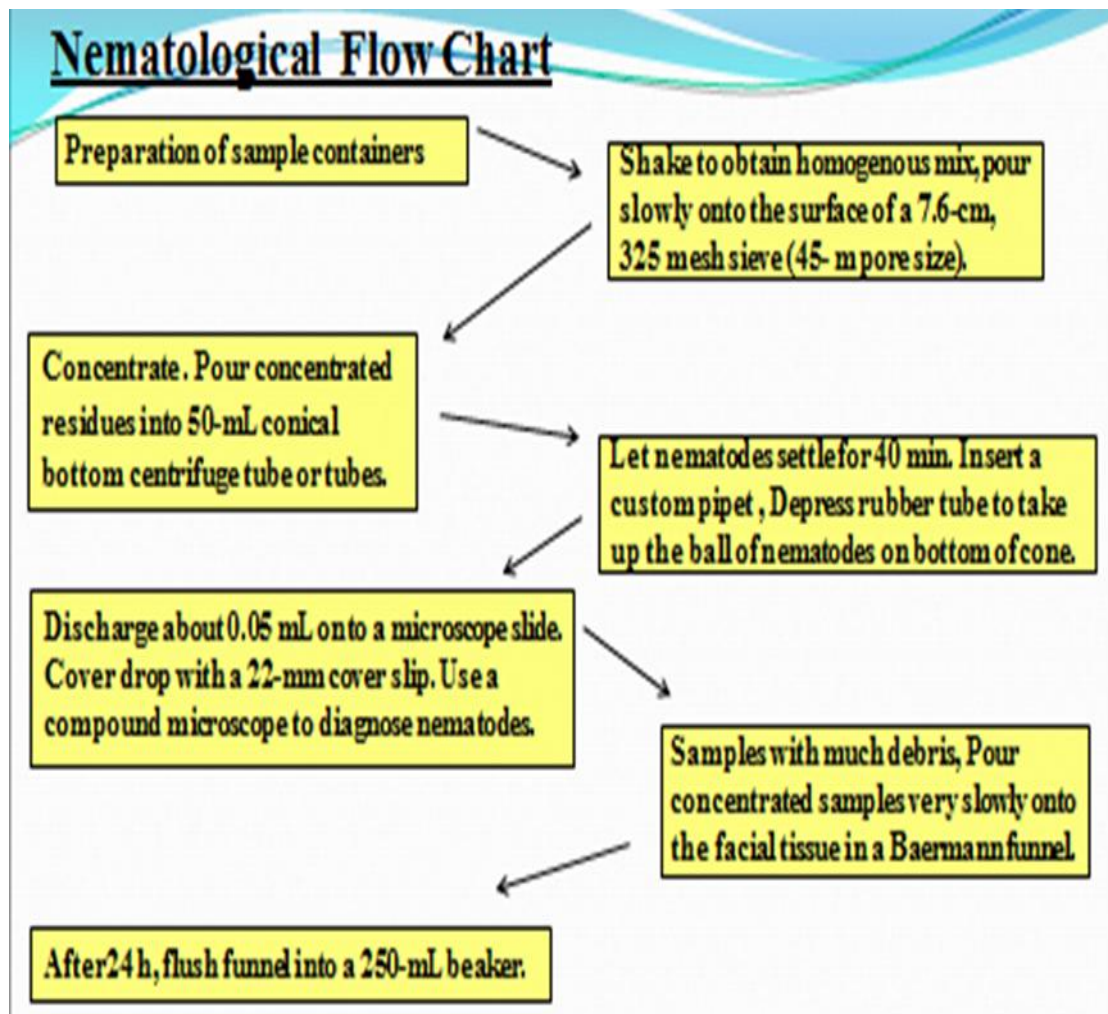 Nematological Flow Chart
Preparation of sample containers
Shake to obtain homogenous mix, pour
slowly onto the surface of a 7.6-cm,
325 mesh sieve (45- m pore size).
Concentrate. Pour concentrated
residues into 50-mL conical
bottom centrifuge tube or tubes.
Let nematodes settle for 40 min. Insert a
custom pipet , Depress rubber tube to take
up the ball of nematodes on bottom of cone.
Discharge about 0.05 mL onto a microscope slide.
Cover drop with a 22-mm cover slip. Use a
compound microscope to diagnose nematodes.
Samples with much debris, Pour
concentrated samples very slowly onto
the facial tissue in a Baermann funnel.
After 24 h, flush funnel into a 250-mL beaker.